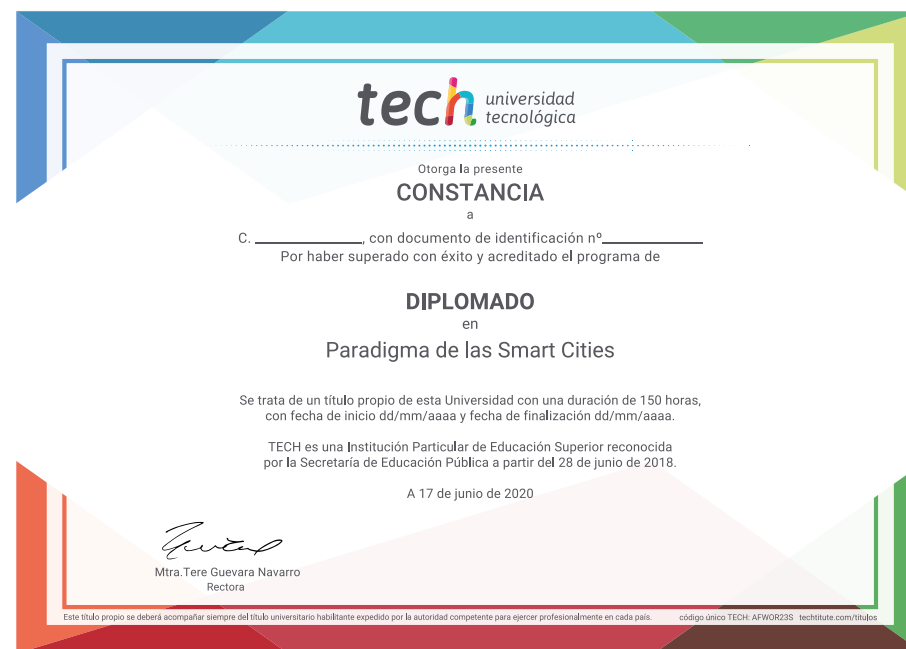 tech universidad
tecnológica
Otorga la presente
CONSTANCIA
a
C. ______________, con documento de identificación nº_____________
Por haber superado con éxito y acreditado el programa de
DIPLOMADO
en
Paradigma de las Smart Cities
Se trata de un título propio de esta Universidad con una duración de 150 horas,
con fecha de inicio dd/mm/aaaa y fecha de finalización dd/mm/aaaa.
TECH es una Institución Particular de Educación Superior reconocida
por la Secretaría de Educación Pública a partir del 28 de junio de 2018.
A 17 de junio de 2020
Mtra.Tere Guevara Navarro
Rectora
Este título propio se deberá acompañar siempre del título universitario habilitante expedido por la autoridad competente para ejercer profesionalmente en cada país. código único TECH: AFWOR23S techtitute.com/titulos